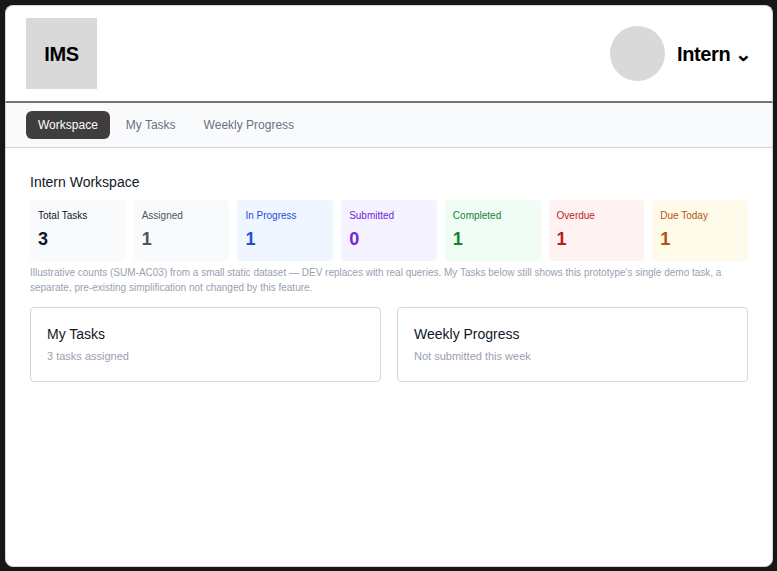 IMS
Intern
Workspace
My Tasks
Weekly Progress
Intern Workspace
Total Tasks
3
Assigned
1
In Progress
1
Submitted
0
Completed
1
Overdue
1
Due Today
1
Illustrative counts (SUM-AC03) from a small static dataset — DEV replaces with real queries. My Tasks below still shows this prototype's single demo task, a
separate, pre-existing simplification not changed by this feature.
My Tasks
3 tasks assigned
Weekly Progress
Not submitted this week